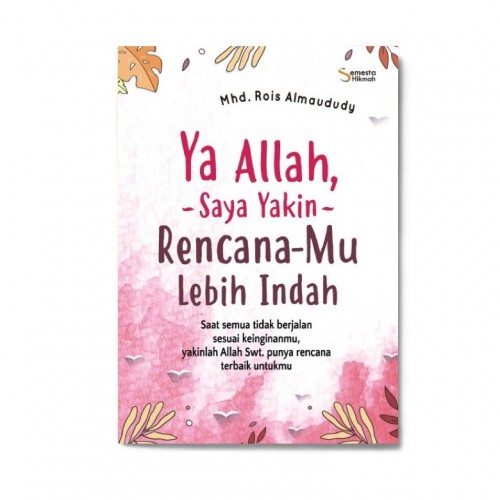 Semesta
Hikmah
Mhd. Rois Almaududy
Ya Allah,
~ Saya Yakin ~
Rencana-Mu
Lebih Indah
Saat semua tidak berjalan
sesuai keinginanmu,
yakinlah Allah Swt. punya rencana
terbaik untukmu